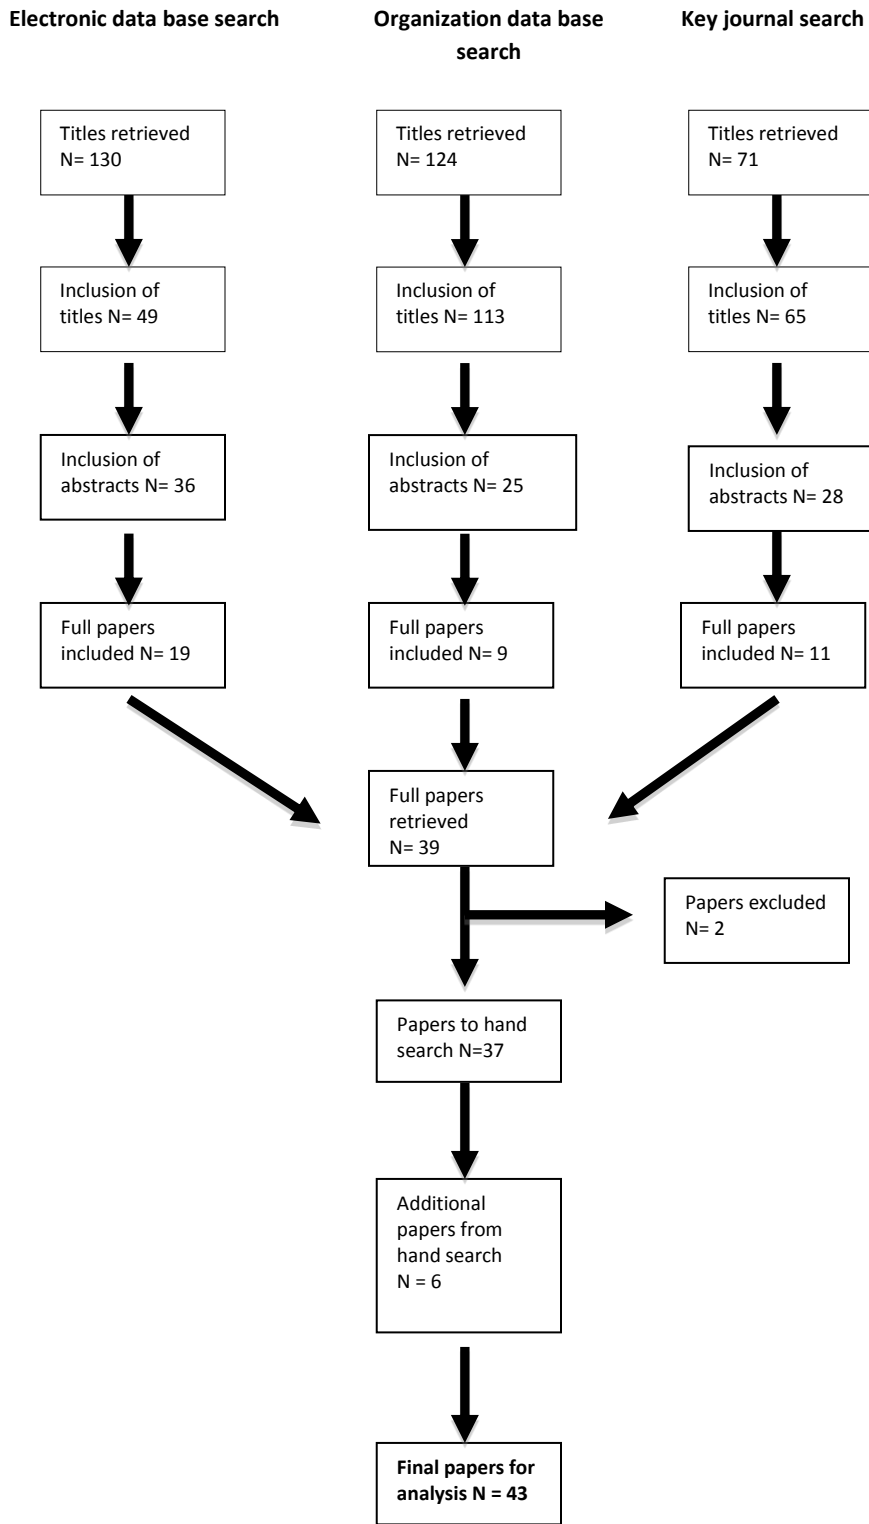 Electronic data base search
Organization data base
search
Key journal search
Titles retrieved
N= 130
Titles retrieved
N= 124
Titles retrieved
N= 71
Inclusion of
titles N= 49
Inclusion of
titles N= 113
Inclusion of
titles N= 65
Inclusion of
abstracts N= 36
Inclusion of
abstracts N= 25
Inclusion of
abstracts N= 28
Full papers
included N= 19
Full papers
included N= 9
Full papers
included N= 11
Full papers
retrieved
N= 39
Papers excluded
N= 2
Papers to hand
search N=37
Additional
papers from
hand search
N = 6
Final papers for
analysis N = 43